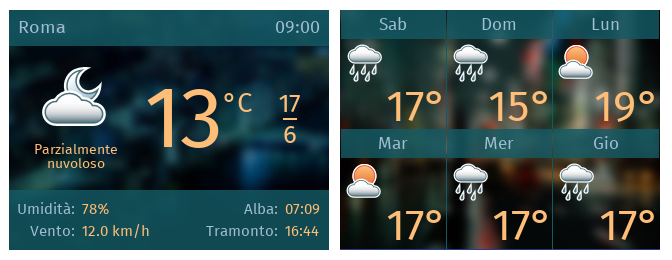 Roma 09:00
13 °C
17
6
Parzialmente
nuvoloso
Umidità: 78% Alba: 07:09
Vento: 12.0 km/h Tramonto: 16:44
Sab Dom Lun
17° 15° 19°
Mar Mer Gio
17° 17° 17°